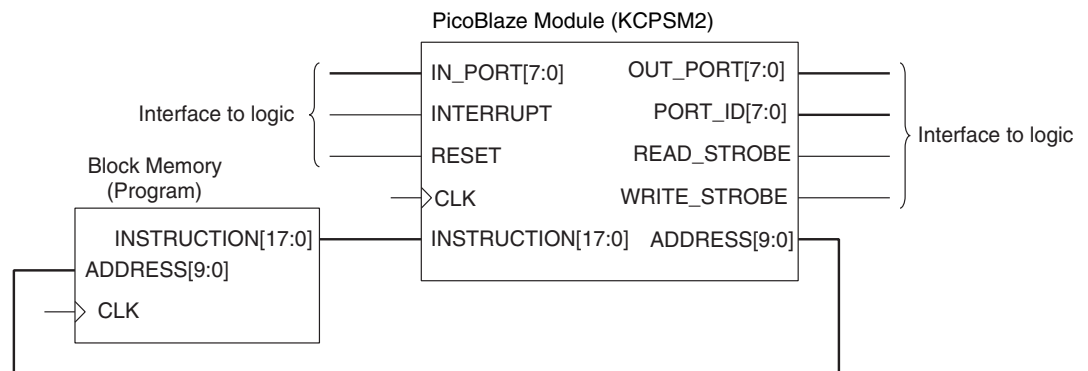 PicoBlaze Module (KCPSM2)
IN_PORT[7:0]
OUT_PORT[7:0]
Interface to logic
INTERRUPT
PORT_ID[7:0]
Interface to logic
RESET
READ_STROBE
Block Memory
(Program)
CLK
WRITE_STROBE
INSTRUCTION[17:0]
INSTRUCTION[17:0]
ADDRESS[9:0]
ADDRESS[9:0]
CLK